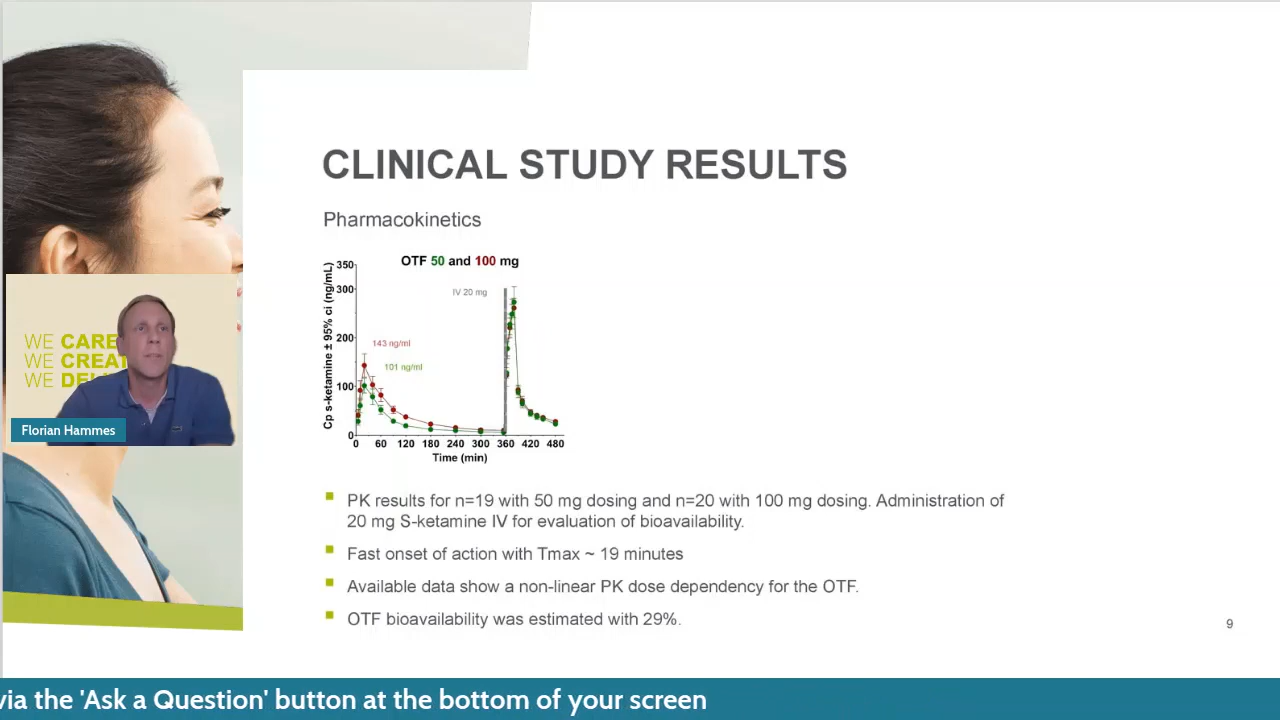 CLINICAL STUDY RESULTS
Pharmacokinetics
OTF 50 and 100 mg
Cp s-ketamine ± 95% ci (ng/mL)
350
300
200
100
0
IV 20 mg
143 ng/ml
101 ng/ml
0 60 120 180 240 300 360 420 480
Time (min)
WE CARE
WE CREAT
WE DEL
Florian Hammes
PK results for n=19 with 50 mg dosing and n=20 with 100 mg dosing. Administration of
20 mg S-ketamine IV for evaluation of bioavailability.
Fast onset of action with Tmax ~ 19 minutes
Available data show a non-linear PK dose dependency for the OTF.
OTF bioavailability was estimated with 29%.
9
via the 'Ask a Question' button at the bottom of your screen